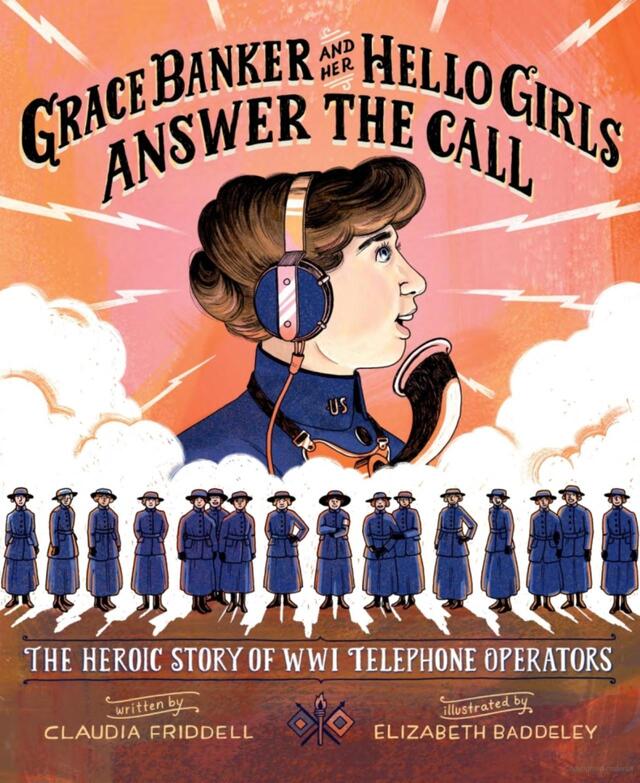 GRACE BANKER AND HER HELLO GIRLS
ANSWER THE CALL
US
THE HEROIC STORY OF WWI TELEPHONE OPERATORS
written by
CLAUDIA FRIDDELL
illustrated by
ELIZABETH BADDELEY